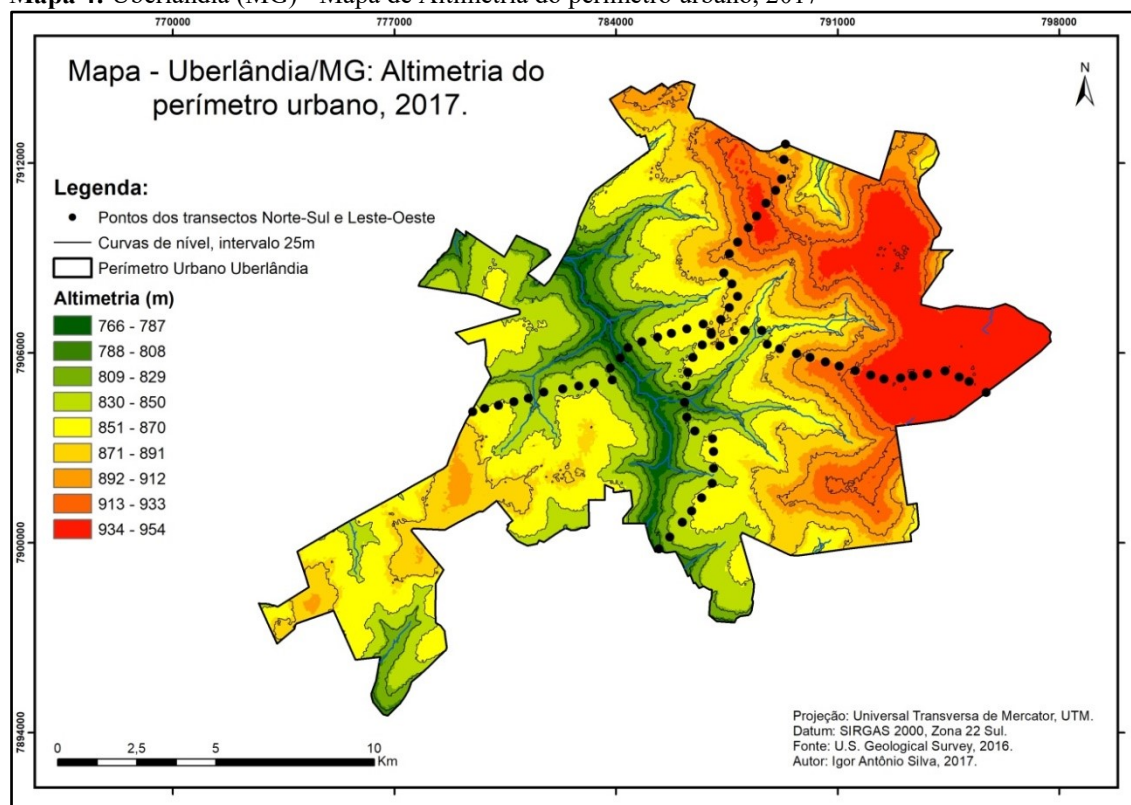 Mapa 4: Uberlândia (MG) - Mapa de Altimetria do perímetro urbano, 2017
770000 777000 784000 791000 798000
Mapa - Uberlândia/MG: Altimetria do
perímetro urbano, 2017.
N
7912000
7906000
7900000
7894000
Legenda:
Pontos dos transectos Norte-Sul e Leste-Oeste
Curvas de nível, intervalo 25m
Perímetro Urbano Uberlândia
Altimetria (m)
766 - 787
788 - 808
809 - 829
830 - 850
851 - 870
871 - 891
892 - 912
913 - 933
934 - 954
0 2,5 5 10
Km
Projeção: Universal Transversa de Mercator, UTM.
Datum: SIRGAS 2000, Zona 22 Sul.
Fonte: U.S. Geological Survey, 2016.
Autor: Igor Antônio Silva, 2017.